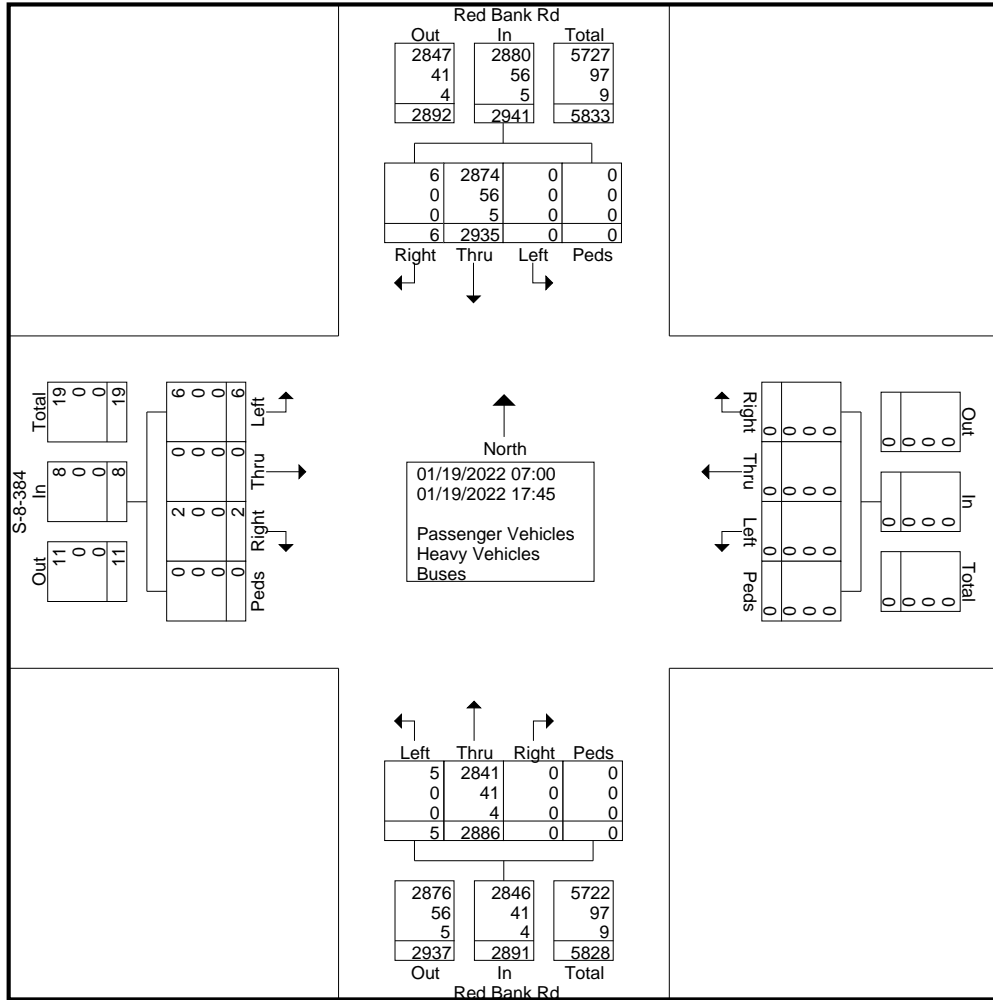 Red Bank Rd
Out In Total
2847 2880 5727
41 56 97
4 5 9
2892 2941 5833
6 2874 0 0
0 56 0 0
0 5 0 0
6 2935 0 0
Right Thru Left Peds
S-8-384
Total In Out
19 8 11
0 0 0
0 0 0
19 8 11
6 0 2 0
0 0 0 0
0 0 0 0
6 0 2 0
Left Thru Right Peds
North
01/19/2022 07:00
01/19/2022 17:45
Passenger Vehicles
Heavy Vehicles
Buses
Right Thru Left Peds
0 0 0 0
0 0 0 0
0 0 0 0
0 0 0 0
Out In Total
0 0 0
0 0 0
0 0 0
0 0 0
Left Thru Right Peds
5 2841 0 0
0 41 0 0
0 4 0 0
5 2886 0 0
2876 2846 5722
56 41 97
5 4 9
2937 2891 5828
Out In Total
Red Bank Rd